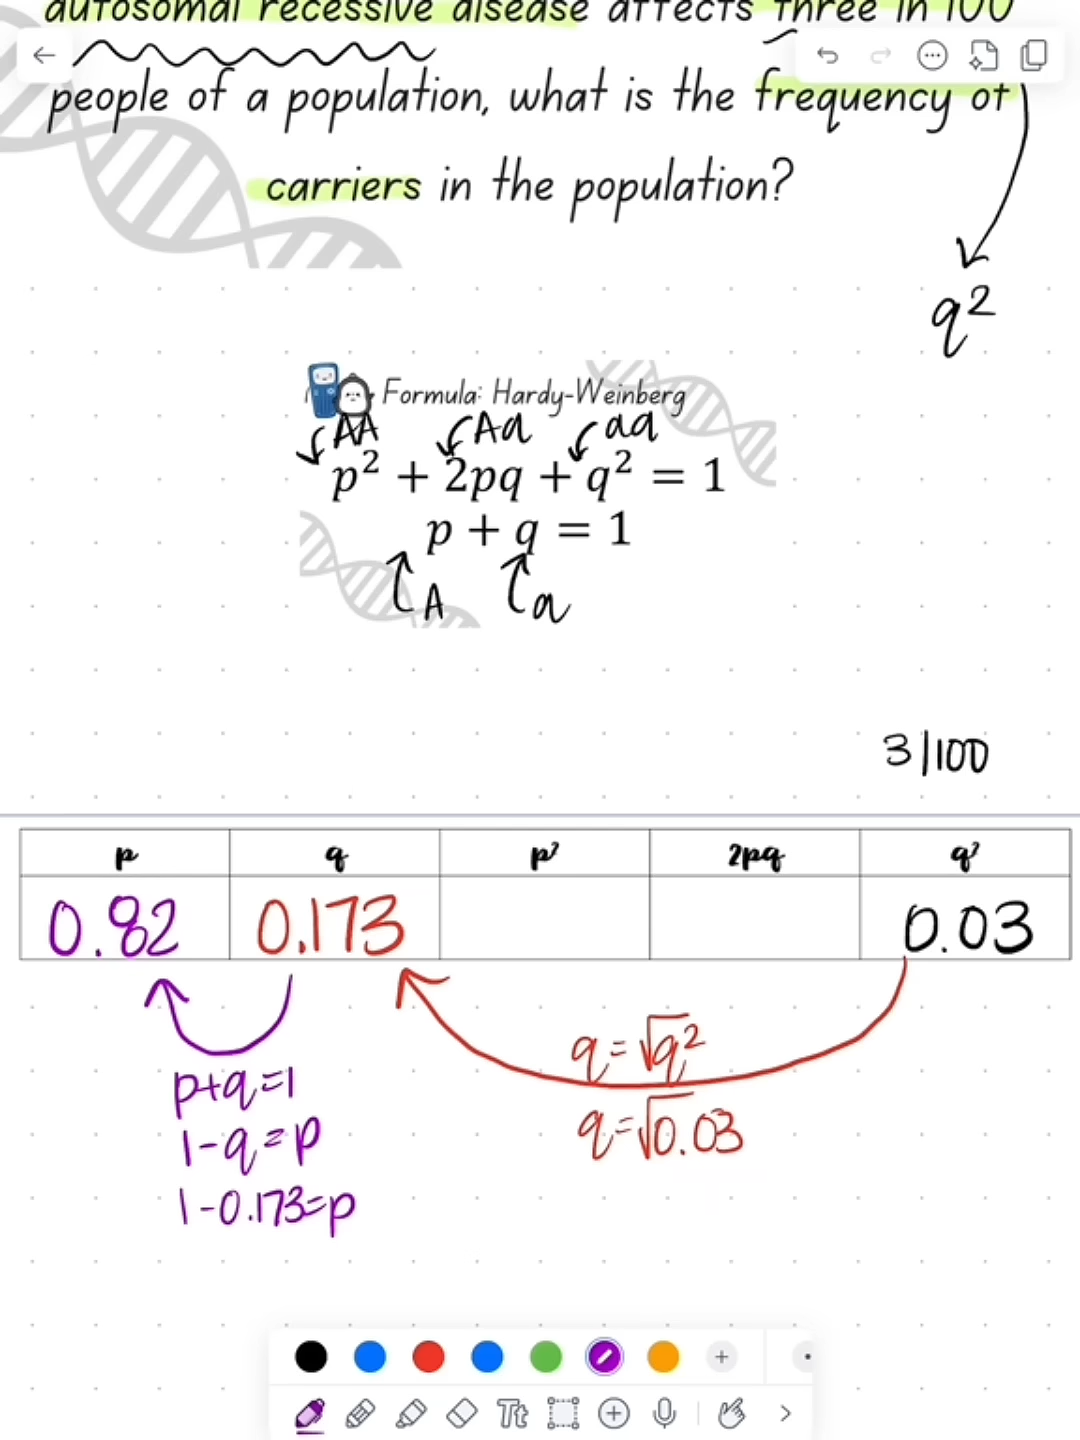 autosomal recessive disease affects three in 100
people of a population, what is the frequency of
carriers in the population?
q²
Formula: Hardy-Weinberg
AA Aa aa
p² + 2pq + q² = 1
p + q = 1
A a
3/100
p q p² 2pq q²
0.82 0.173 0.03
q=√q²
q=√0.03
p+q=1
1-q=p
1-0.173=p
Tt